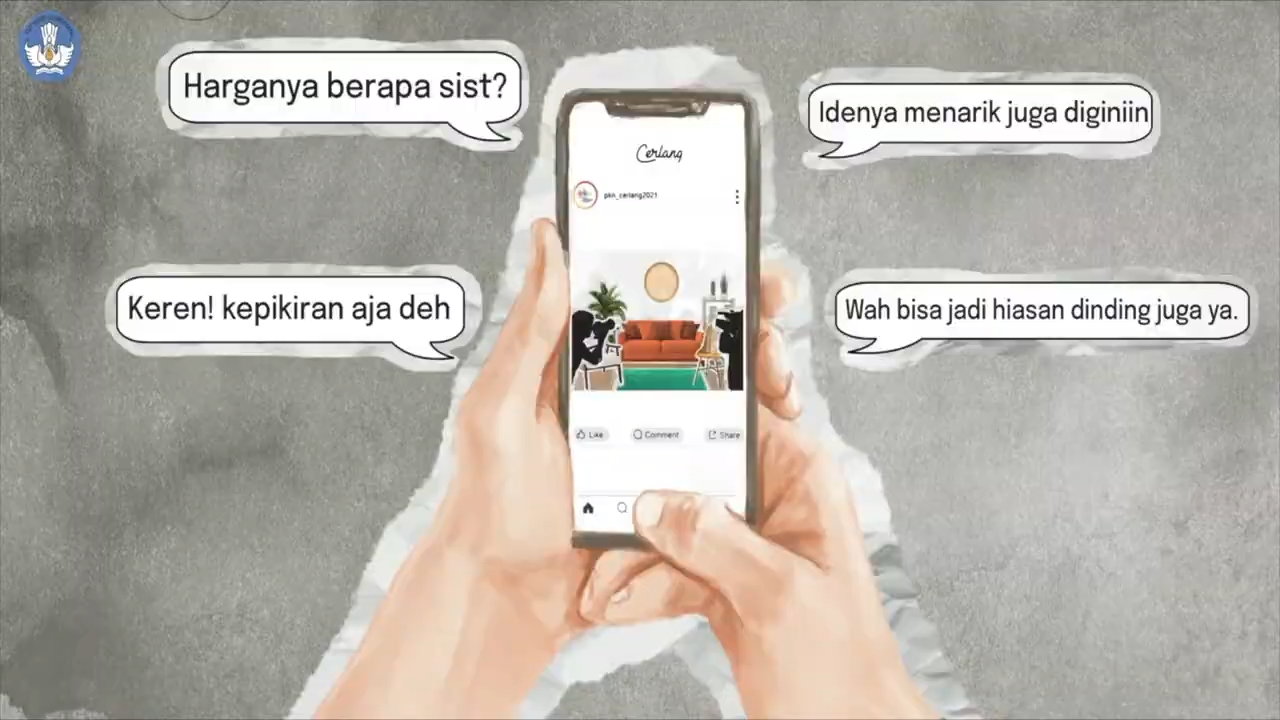 Harganya berapa sist?
Idenya menarik juga diginiin
Cerlang
pkn_cerlang2021
Keren! kepikiran aja deh
Wah bisa jadi hiasan dinding juga ya.
Like
Comment
Share